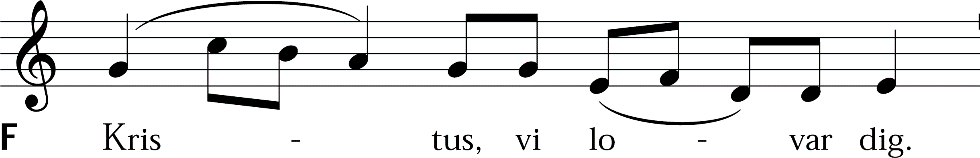 F Kris - tus, vi lo - var dig.